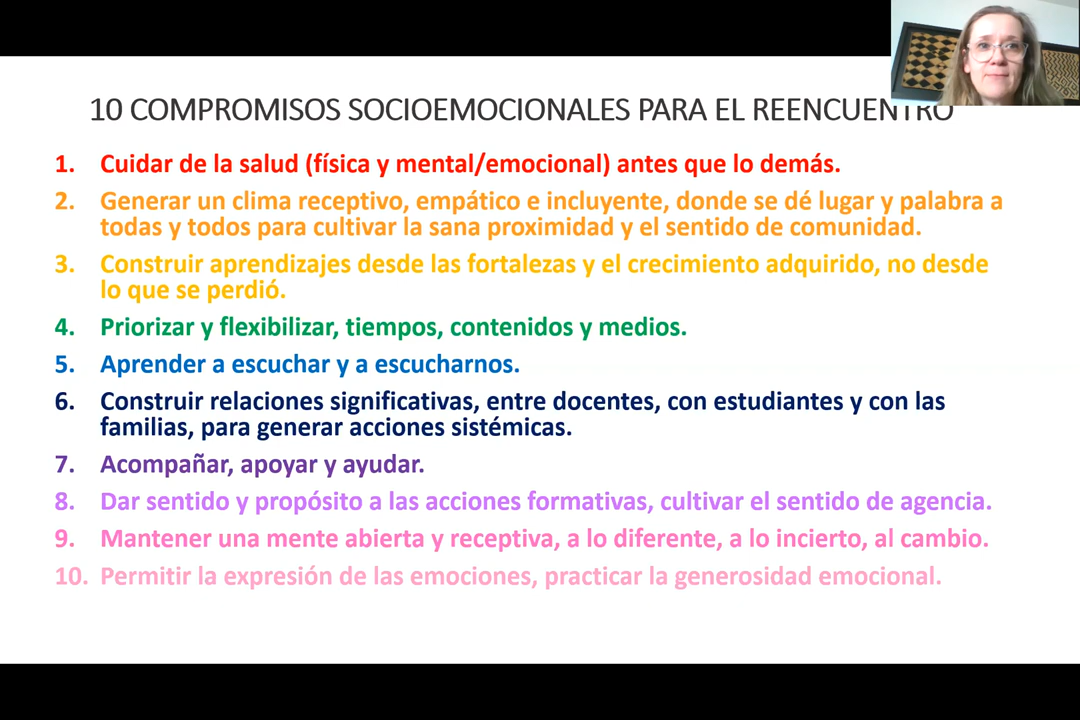 10 COMPROMISOS SOCIOEMOCIONALES PARA EL REENCUENTRO
1. Cuidar de la salud (física y mental/emocional) antes que lo demás.
2. Generar un clima receptivo, empático e incluyente, donde se dé lugar y palabra a
todas y todos para cultivar la sana proximidad y el sentido de comunidad.
3. Construir aprendizajes desde las fortalezas y el crecimiento adquirido, no desde
lo que se perdió.
4. Priorizar y flexibilizar, tiempos, contenidos y medios.
5. Aprender a escuchar y a escucharnos.
6. Construir relaciones significativas, entre docentes, con estudiantes y con las
familias, para generar acciones sistémicas.
7. Acompañar, apoyar y ayudar.
8. Dar sentido y propósito a las acciones formativas, cultivar el sentido de agencia.
9. Mantener una mente abierta y receptiva, a lo diferente, a lo incierto, al cambio.
10. Permitir la expresión de las emociones, practicar la generosidad emocional.